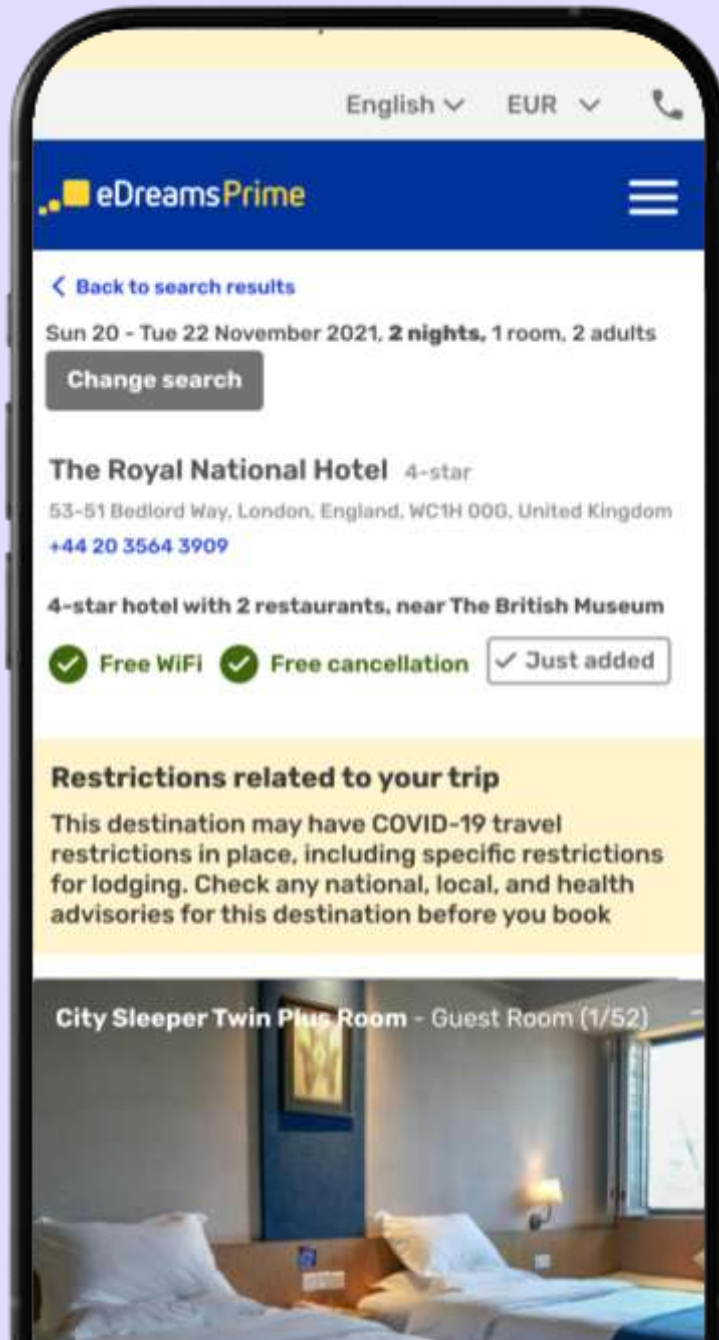 English EUR
eDreams Prime
Back to search results
Sun 20 - Tue 22 November 2021, 2 nights, 1 room, 2 adults
Change search
The Royal National Hotel 4-star
53-51 Bedlord Way, London, England, WC1H 00G, United Kingdom
+44 20 3564 3909
4-star hotel with 2 restaurants, near The British Museum
Free WiFi Free cancellation Just added
Restrictions related to your trip
This destination may have COVID-19 travel
restrictions in place, including specific restrictions
for lodging. Check any national, local, and health
advisories for this destination before you book
City Sleeper Twin Plus Room - Guest Room (1/52)